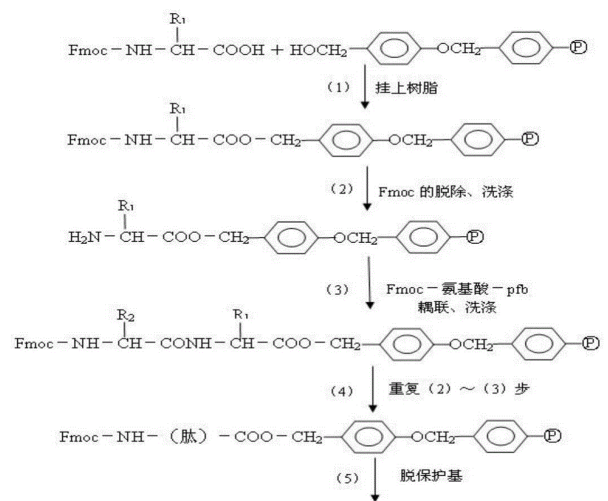 R₁
Fmoc－NH－CH－COOH + HOCH₂ OCH₂ P
(1) 挂上树脂
R₁
Fmoc－NH－CH－COO－CH₂ OCH₂ P
(2) Fmoc 的脱除、洗涤
R₁
H₂N－CH－COO－CH₂ OCH₂ P
(3) Fmoc－氨基酸－pfb
耦联、洗涤
R₂ R₁
Fmoc－NH－CH－CONH－CH－COO－CH₂ OCH₂ P
(4) 重复（2）～（3）步
Fmoc－NH－（肽）－COO－CH₂ OCH₂ P
(5) 脱保护基